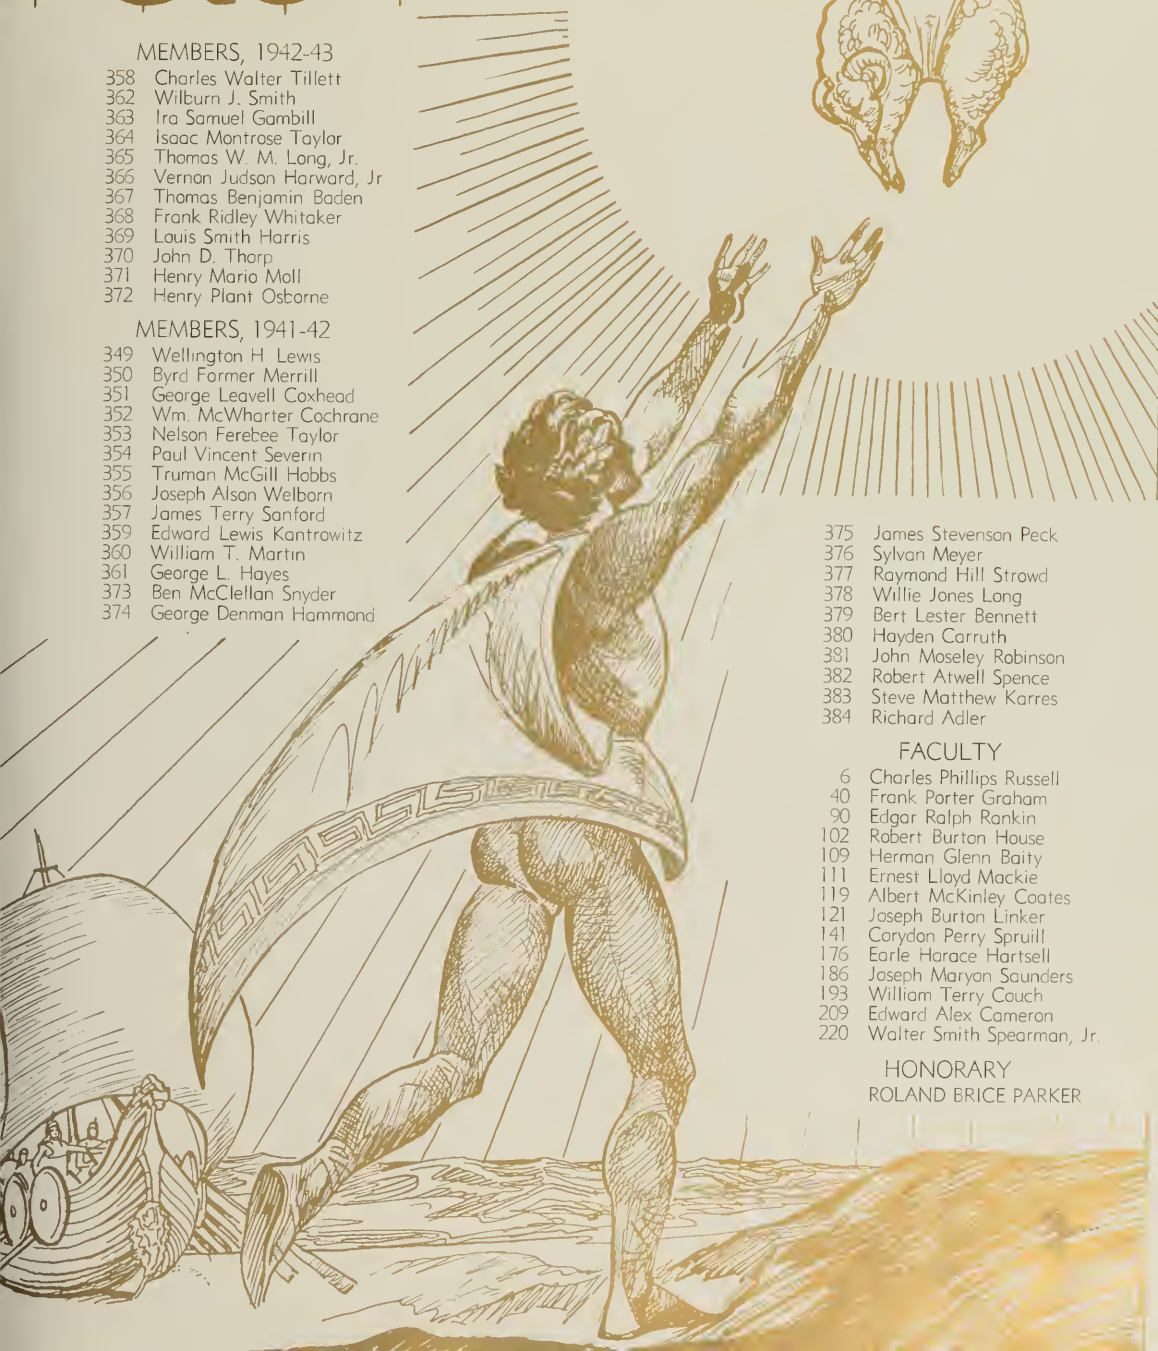 MEMBERS, 1942-43
358 Charles Walter Tillett
362 Wilburn J. Smith
363 Ira Samuel Gambill
364 Isaac Montrose Taylor
365 Thomas W. M. Long, Jr.
366 Vernon Judson Harward, Jr
367 Thomas Benjamin Baden
368 Frank Ridley Whitaker
369 Louis Smith Harris
370 John D. Thorp
371 Henry Mario Moll
372 Henry Plant Osborne
MEMBERS, 1941-42
349 Wellington H Lewis
350 Byrd Farmer Merrill
351 George Leavell Coxhead
352 Wm. McWharter Cochrane
353 Nelson Ferebee Taylor
354 Paul Vincent Severin
355 Truman McGill Hobbs
356 Joseph Alson Welborn
357 James Terry Sanford
359 Edward Lewis Kantrowitz
360 William T. Martin
361 George L. Hayes
373 Ben McClellan Snyder
374 George Denman Hammond
375 James Stevenson Peck
376 Sylvan Meyer
377 Raymond Hill Strowd
378 Willie Jones Long
379 Bert Lester Bennett
380 Hayden Carruth
381 John Moseley Robinson
382 Robert Atwell Spence
383 Steve Matthew Karres
384 Richard Adler
FACULTY
6 Charles Phillips Russell
40 Frank Porter Graham
90 Edgar Ralph Rankin
102 Robert Burton House
109 Herman Glenn Baity
111 Ernest Lloyd Mackie
119 Albert McKinley Coates
121 Joseph Burton Linker
141 Corydon Perry Spruill
176 Earle Horace Hartsell
186 Joseph Maryon Saunders
193 William Terry Couch
209 Edward Alex Cameron
220 Walter Smith Spearman, Jr.
HONORARY
ROLAND BRICE PARKER